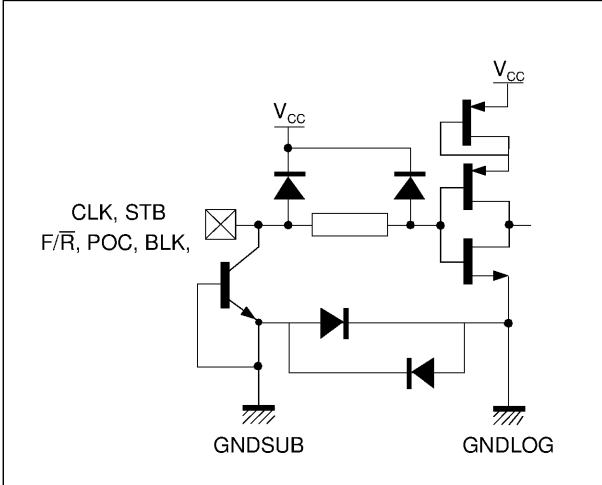 V_CC
V_CC
CLK, STB
F/R̅, POC, BLK,
GNDSUB
GNDLOG